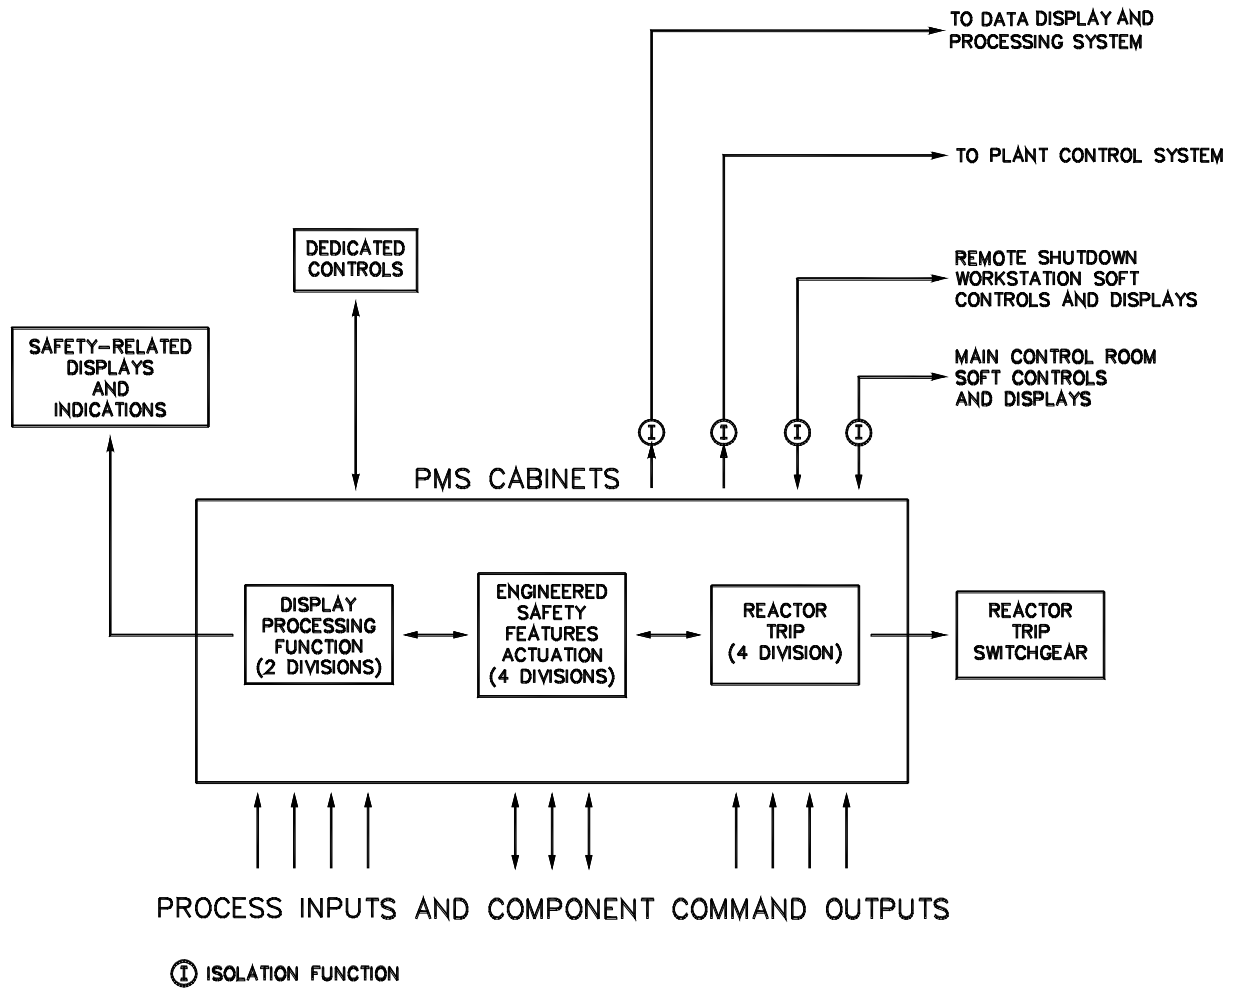 TO DATA DISPLAY AND
PROCESSING SYSTEM
TO PLANT CONTROL SYSTEM
DEDICATED
CONTROLS
REMOTE SHUTDOWN
WORKSTATION SOFT
CONTROLS AND DISPLAYS
SAFETY-RELATED
DISPLAYS
AND
INDICATIONS
MAIN CONTROL ROOM
SOFT CONTROLS
AND DISPLAYS
I
I
I
I
PMS CABINETS
DISPLAY
PROCESSING
FUNCTION
(2 DIVISIONS)
ENGINEERED
SAFETY
FEATURES
ACTUATION
(4 DIVISIONS)
REACTOR
TRIP
(4 DIVISION)
REACTOR
TRIP
SWITCHGEAR
PROCESS INPUTS AND COMPONENT COMMAND OUTPUTS
I ISOLATION FUNCTION